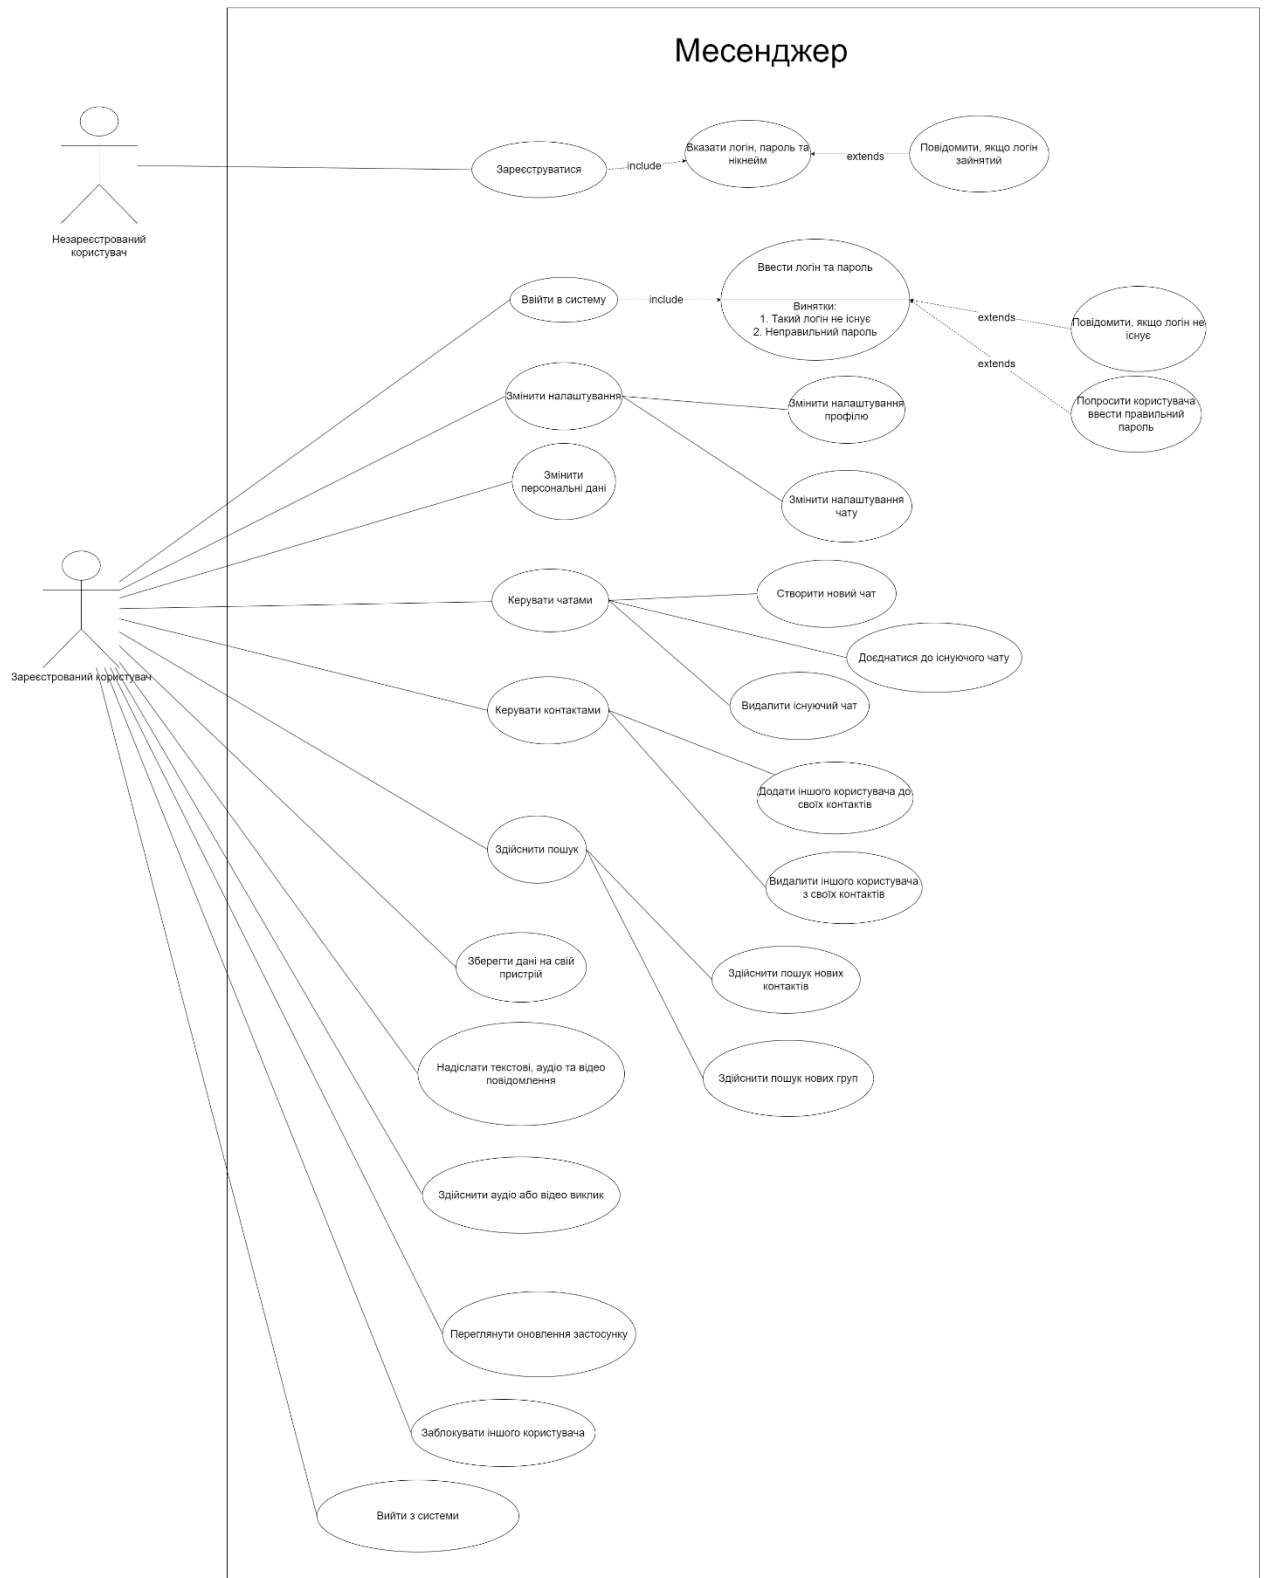 Месенджер
Незареєстрований
користувач
Зареєструватися
include
Вказати логін, пароль та
нікнейм
extends
Повідомити, якщо логін
зайнятий
Ввійти в систему
include
Ввести логін та пароль
Винятки:
1. Такий логін не існує
2. Неправильний пароль
extends
Повідомити, якщо логін не
існує
extends
Попросити користувача
ввести правильний
пароль
Змінити налаштування
Змінити налаштування
профілю
Змінити налаштування
чату
Змінити
персональні дані
Зареєстрований користувач
Керувати чатами
Створити новий чат
Доєднатися до існуючого чату
Видалити існуючий чат
Керувати контактами
Додати іншого користувача до
своїх контактів
Видалити іншого користувача
з своїх контактів
Здійснити пошук
Здійснити пошук нових
контактів
Здійснити пошук нових груп
Зберегти дані на свій
пристрій
Надіслати текстові, аудіо та відео
повідомлення
Здійснити аудіо або відео виклик
Переглянути оновлення застосунку
Заблокувати іншого користувача
Вийти з системи